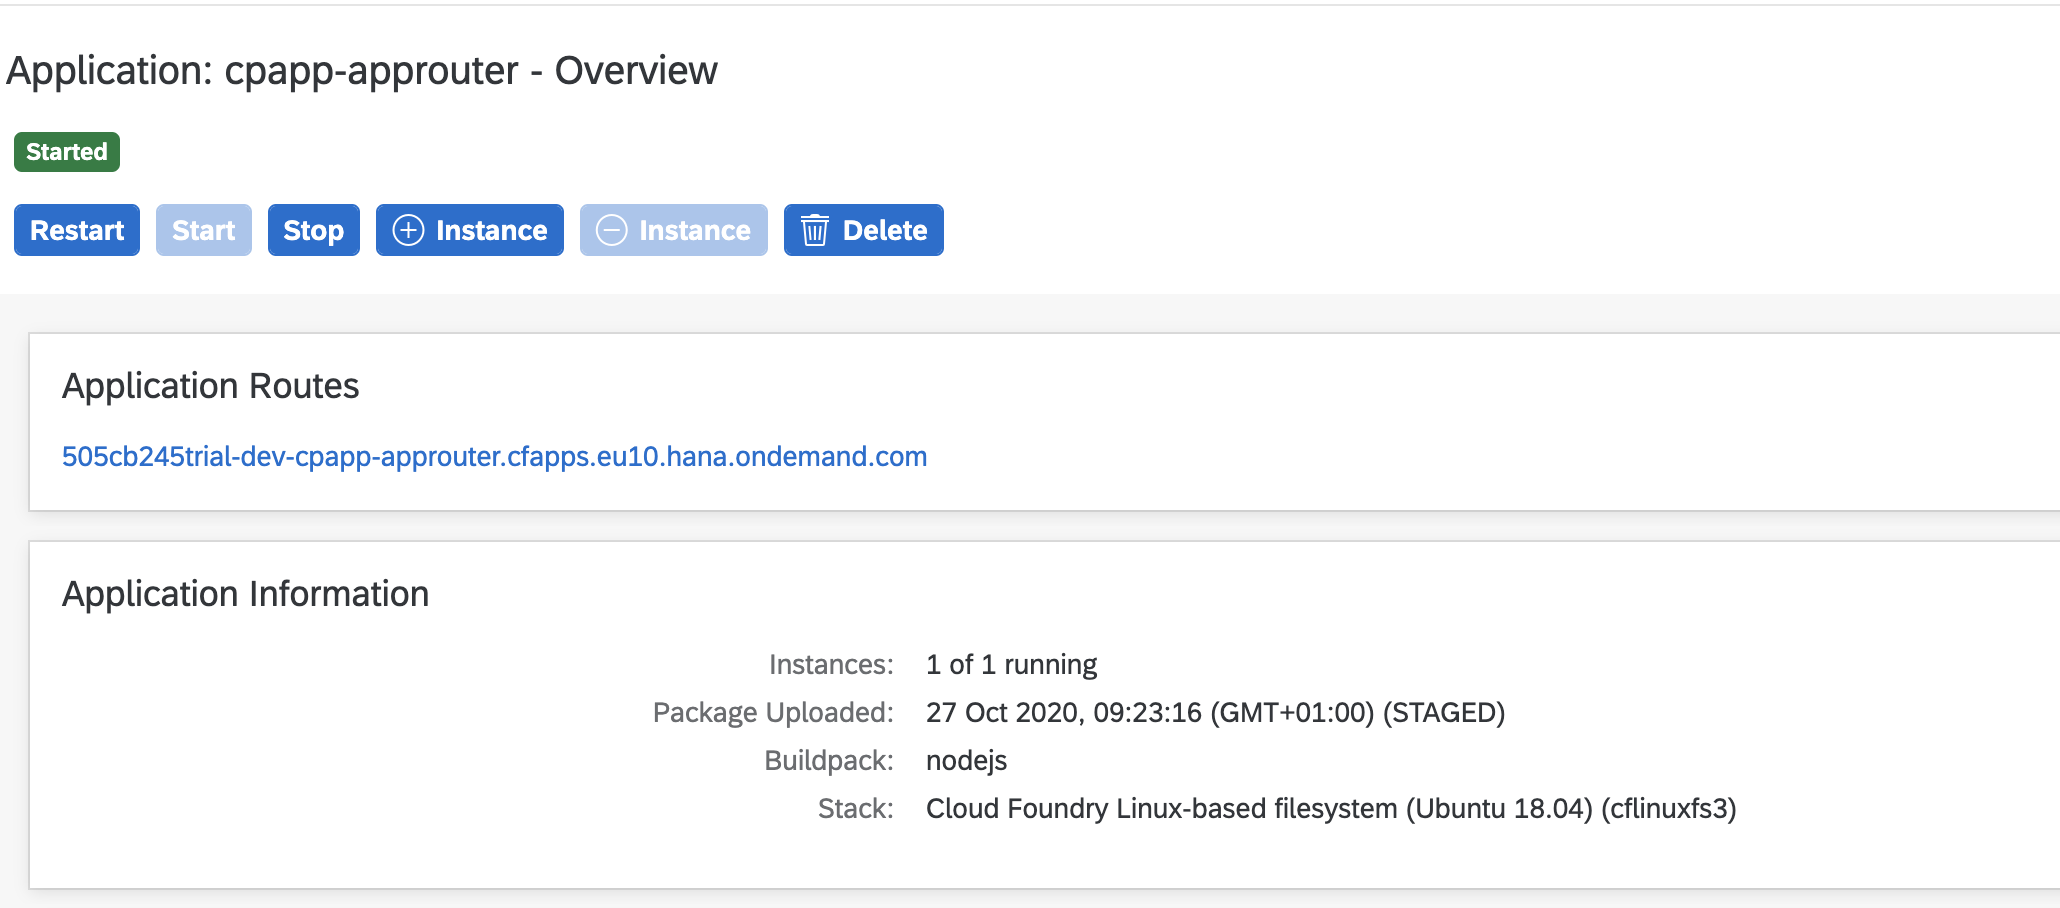 Application: cpapp-approuter - Overview
Started
Restart Start Stop Instance Instance Delete
Application Routes
505cb245trial-dev-cpapp-approuter.cfapps.eu10.hana.ondemand.com
Application Information
Instances: 1 of 1 running
Package Uploaded: 27 Oct 2020, 09:23:16 (GMT+01:00) (STAGED)
Buildpack: nodejs
Stack: Cloud Foundry Linux-based filesystem (Ubuntu 18.04) (cflinuxfs3)